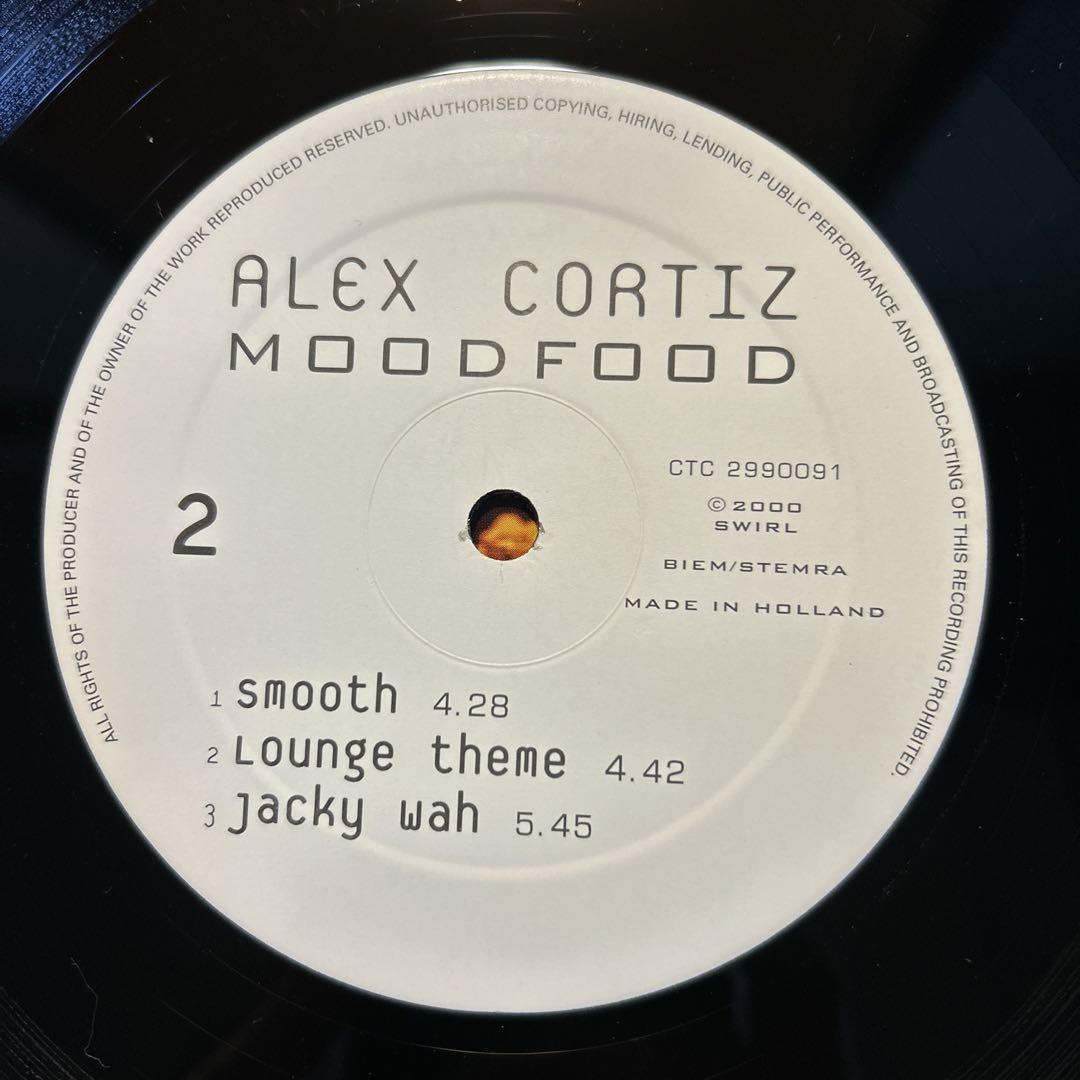 ALL RIGHTS OF THE PRODUCER AND OF THE OWNER OF THE WORK REPRODUCED RESERVED. UNAUTHORISED COPYING, HIRING, LENDING, PUBLIC PERFORMANCE AND BROADCASTING OF THIS RECORDING PROHIBITED.
ALEX CORTIZ
MOODFOOD
CTC 2990091
© 2000
SWIRL
2
BIEM/STEMRA
MADE IN HOLLAND
1 smooth 4.28
2 Lounge theme 4.42
3 Jacky wah 5.45